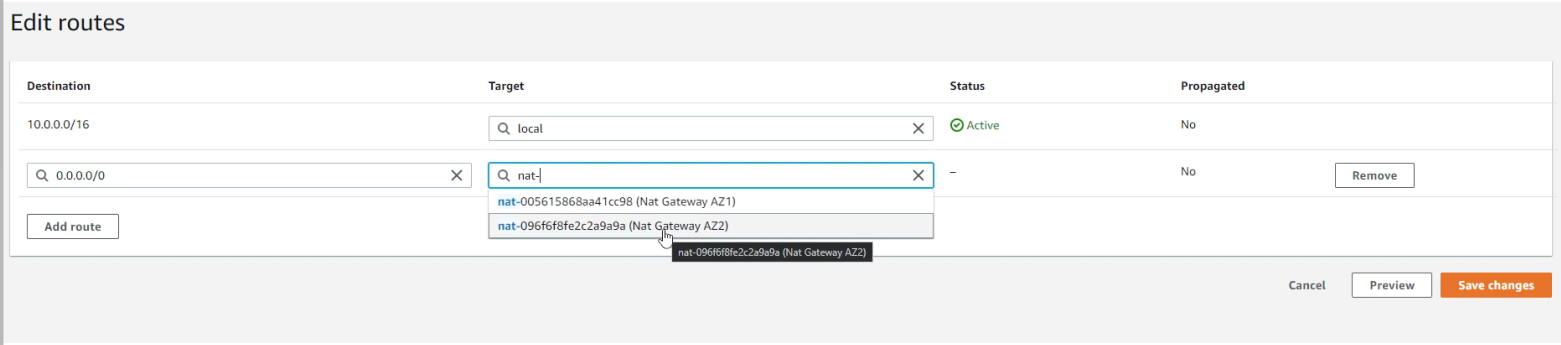 Edit routes
Destination Target Status Propagated
10.0.0.0/16 local Active No
0.0.0.0/0 nat- – No Remove
nat-005615868aa41cc98 (Nat Gateway AZ1)
Add route nat-096f6f8fe2c2a9a9a (Nat Gateway AZ2)
nat-096f6f8fe2c2a9a9a (Nat Gateway AZ2)
Cancel Preview Save changes